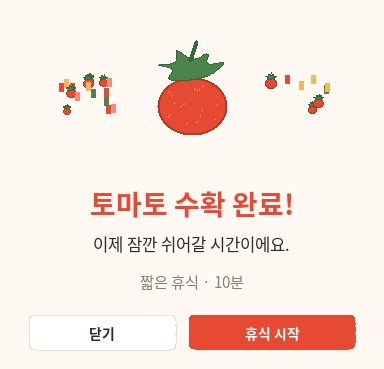 토마토 수확 완료!
이제 잠깐 쉬어갈 시간이에요.
짧은 휴식 · 10분
닫기
휴식 시작